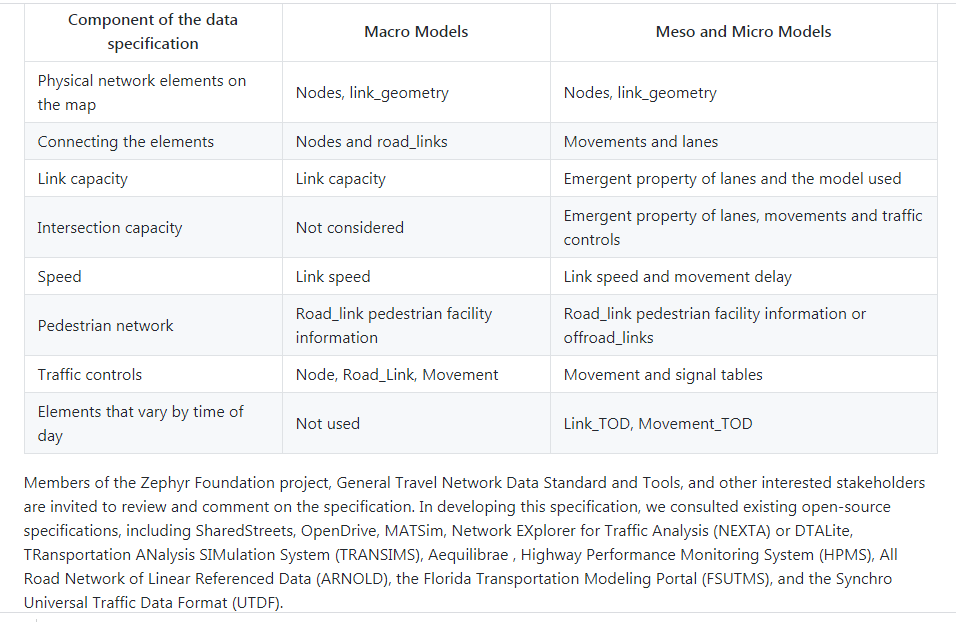 Component of the data
specification
Macro Models
Meso and Micro Models
Physical network elements on
the map
Nodes, link_geometry
Nodes, link_geometry
Connecting the elements
Nodes and road_links
Movements and lanes
Link capacity
Link capacity
Emergent property of lanes and the model used
Intersection capacity
Not considered
Emergent property of lanes, movements and traffic
controls
Speed
Link speed
Link speed and movement delay
Pedestrian network
Road_link pedestrian facility
information
Road_link pedestrian facility information or
offroad_links
Traffic controls
Node, Road_Link, Movement
Movement and signal tables
Elements that vary by time of
day
Not used
Link_TOD, Movement_TOD
Members of the Zephyr Foundation project, General Travel Network Data Standard and Tools, and other interested stakeholders
are invited to review and comment on the specification. In developing this specification, we consulted existing open-source
specifications, including SharedStreets, OpenDrive, MATSim, Network EXplorer for Traffic Analysis (NEXTA) or DTALite,
TRansportation ANalysis SIMulation System (TRANSIMS), Aequilibrae , Highway Performance Monitoring System (HPMS), All
Road Network of Linear Referenced Data (ARNOLD), the Florida Transportation Modeling Portal (FSUTMS), and the Synchro
Universal Traffic Data Format (UTDF).